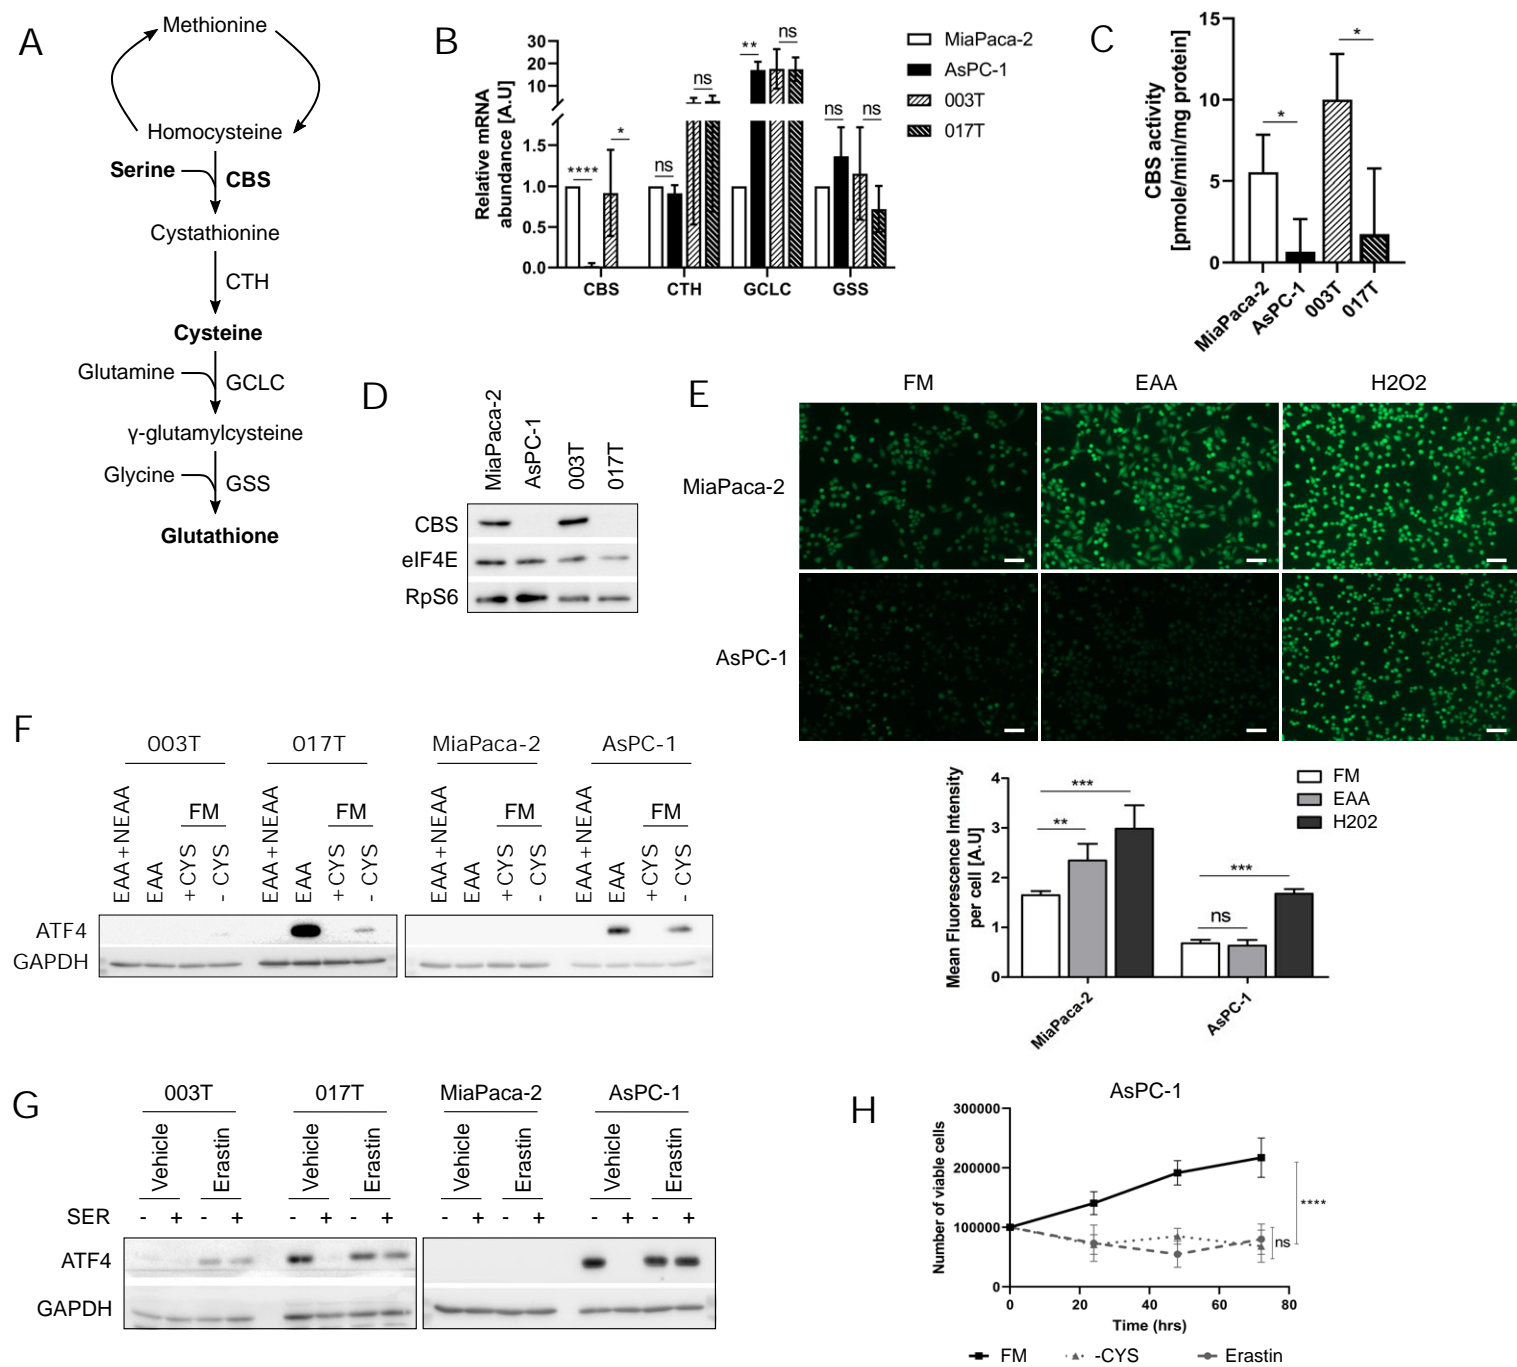 A
Methionine
Homocysteine
Serine
CBS
Cystathionine
CTH
Cysteine
Glutamine
GCLC
γ-glutamylcysteine
Glycine
GSS
Glutathione
B
Relative mRNA
abundance [A.U]
30
20
10
1.5
1.0
0.5
0.0
****
*
ns
ns
**
ns
ns
ns
CBS
CTH
GCLC
GSS
MiaPaca-2
AsPC-1
003T
017T
C
CBS activity
[pmole/min/mg protein]
15
10
5
0
*
*
MiaPaca-2
AsPC-1
003T
017T
D
MiaPaca-2
AsPC-1
003T
017T
CBS
eIF4E
RpS6
E
FM
EAA
H2O2
MiaPaca-2
AsPC-1
Mean Fluorescence Intensity
per cell [A.U]
4
3
2
1
0
***
**
***
ns
MiaPaca-2
AsPC-1
FM
EAA
H202
F
003T
017T
MiaPaca-2
AsPC-1
EAA+NEAA
EAA
FM
+CYS
- CYS
EAA+NEAA
EAA
FM
+CYS
- CYS
EAA+NEAA
EAA
FM
+CYS
- CYS
EAA+NEAA
EAA
FM
+CYS
- CYS
ATF4
GAPDH
G
003T
017T
MiaPaca-2
AsPC-1
Vehicle
Erastin
Vehicle
Erastin
Vehicle
Erastin
Vehicle
Erastin
SER - + - + - + - + - + - + - + - +
ATF4
GAPDH
H
AsPC-1
Number of viable cells
300000
200000
100000
0
****
ns
0 20 40 60 80
Time (hrs)
FM -CYS Erastin